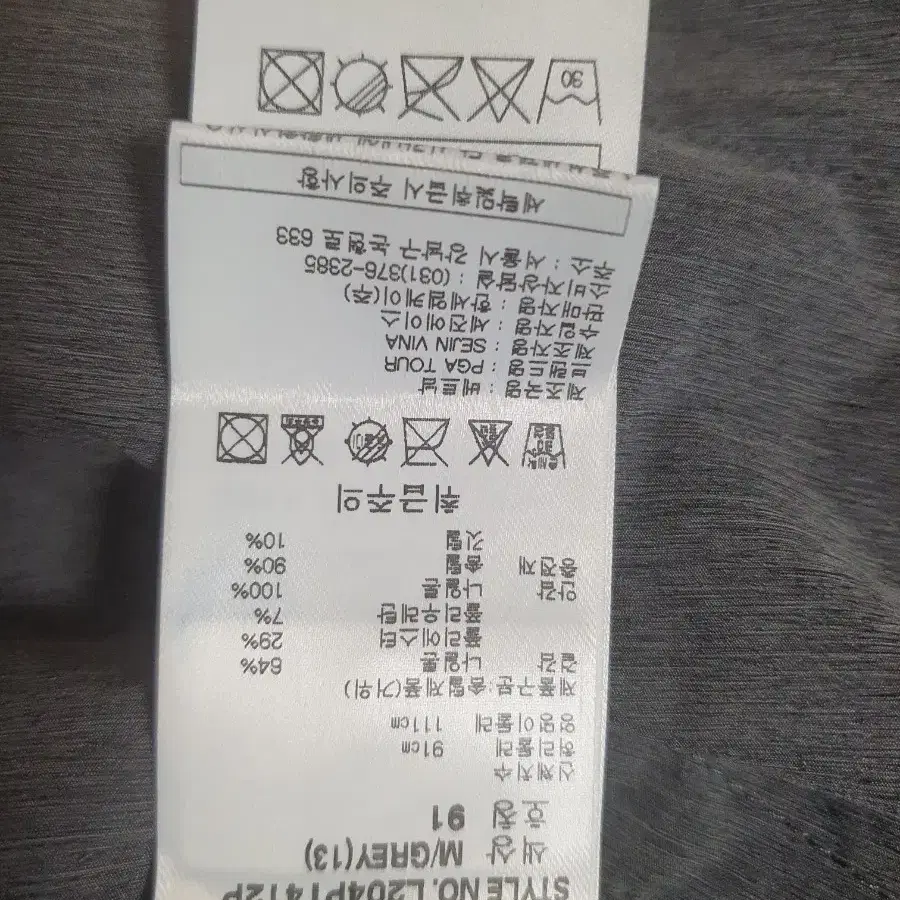 STYLE NO. L204PT412P
색상 M/GREY(13)
호칭 91
신체치수
허리둘레 91cm
엉덩이둘레 111cm
제품구분:솜털제품(거위)
겉감 나일론 64%
폴리에스터 29%
폴리우레탄 7%
안감 나일론 100%
충전재 솜털 90%
깃털 10%
취급주의
제조국명 : 베트남
브랜드명 : PGA TOUR
제조자명 : SEJIN VINA
수입자명 : 세진에이스
판매자명 : 한세엠케이(주)
소비자상담실 : (031)376-2385
주소 : 서울시 강남구 논현로 633
세탁및취급시 주의사항
30